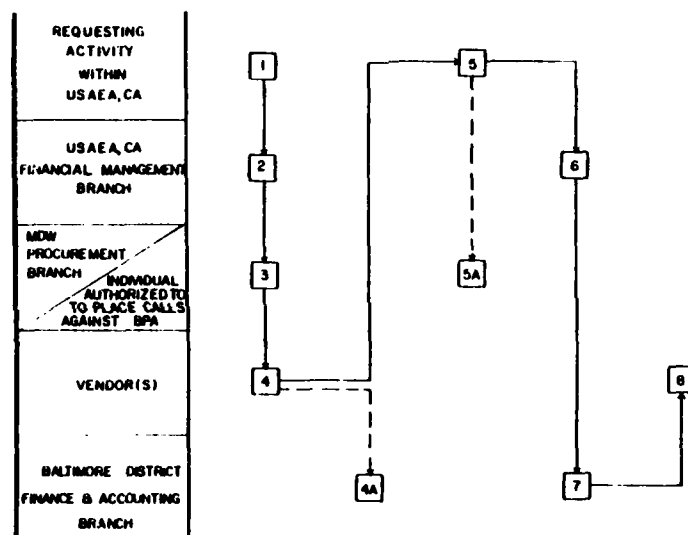 REQUESTING
ACTIVITY
WITHIN
USAEA, CA
USAEA, CA
FINANCIAL MANAGEMENT
BRANCH
MDW
PROCUREMENT
BRANCH
INDIVIDUAL
AUTHORIZED TO
TO PLACE CALLS
AGAINST BPA
VENDOR(S)
BALTIMORE DISTRICT
FINANCE & ACCOUNTING
BRANCH
1
5
2
6
3
5A
4
8
4A
7